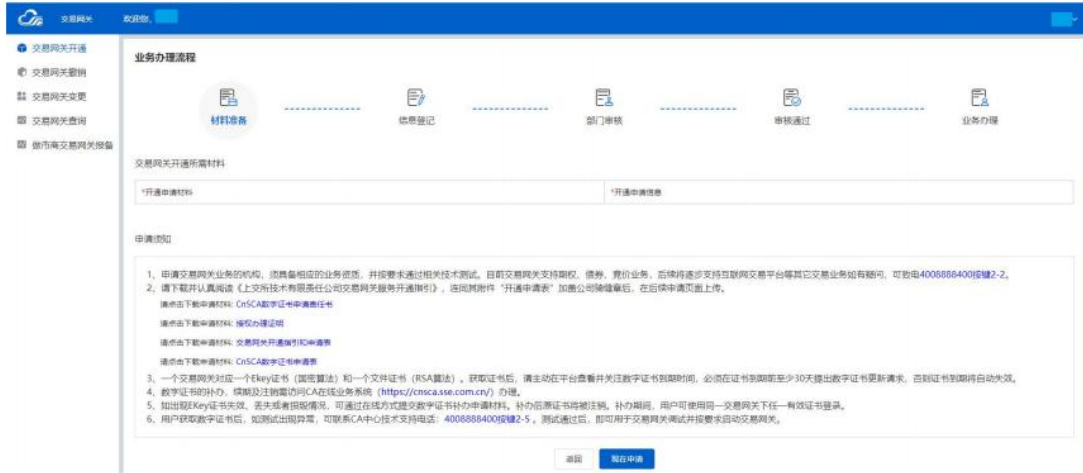 交易网关
欢迎您,
交易网关开通
交易网关撤销
交易网关变更
交易网关查询
做市商交易网关报备
业务办理流程
材料准备
信息登记
部门审核
审核通过
业务办理
交易网关开通所需材料
*开通申请材料
*开通申请信息
申请须知
1、申请交易网关业务的机构，须具备相应的业务资质，并按要求通过相关技术测试。目前交易网关支持期权、债券、竞价业务，后续将逐步支持互联网交易平台等其它交易业务如有疑问，可致电4008888400按键2-2。
2、请下载并认真阅读《上交所技术有限责任公司交易网关服务开通指引》，连同其附件“开通申请表”加盖公司骑缝章后，在后续申请页面上传。
请点击下载申请材料: CnSCA数字证书申请责任书
请点击下载申请材料: 授权办理证明
请点击下载申请材料: 交易网关开通指引和申请表
请点击下载申请材料: CnSCA数字证书申请表
3、一个交易网关对应一个Ekey证书（国密算法）和一个文件证书（RSA算法）。获取证书后，请主动在平台查看并关注数字证书到期时间，必须在证书到期前至少30天提出数字证书更新请求，否则证书到期将自动失效。
4、数字证书的补办、续期及注销需访问CA在线业务系统（https://cnsca.sse.com.cn/）办理。
5、如出现EKey证书失效、丢失或者损毁情况，可通过在线方式提交数字证书补办申请材料。补办后原证书将被注销。补办期间，用户可使用同一交易网关下任一有效证书登录。
6、用户获取数字证书后，如测试出现异常，可联系CA中心技术支持电话：4008888400按键2-5 。测试通过后，即可用于交易网关调试并按要求启动交易网关。
返回
现在申请